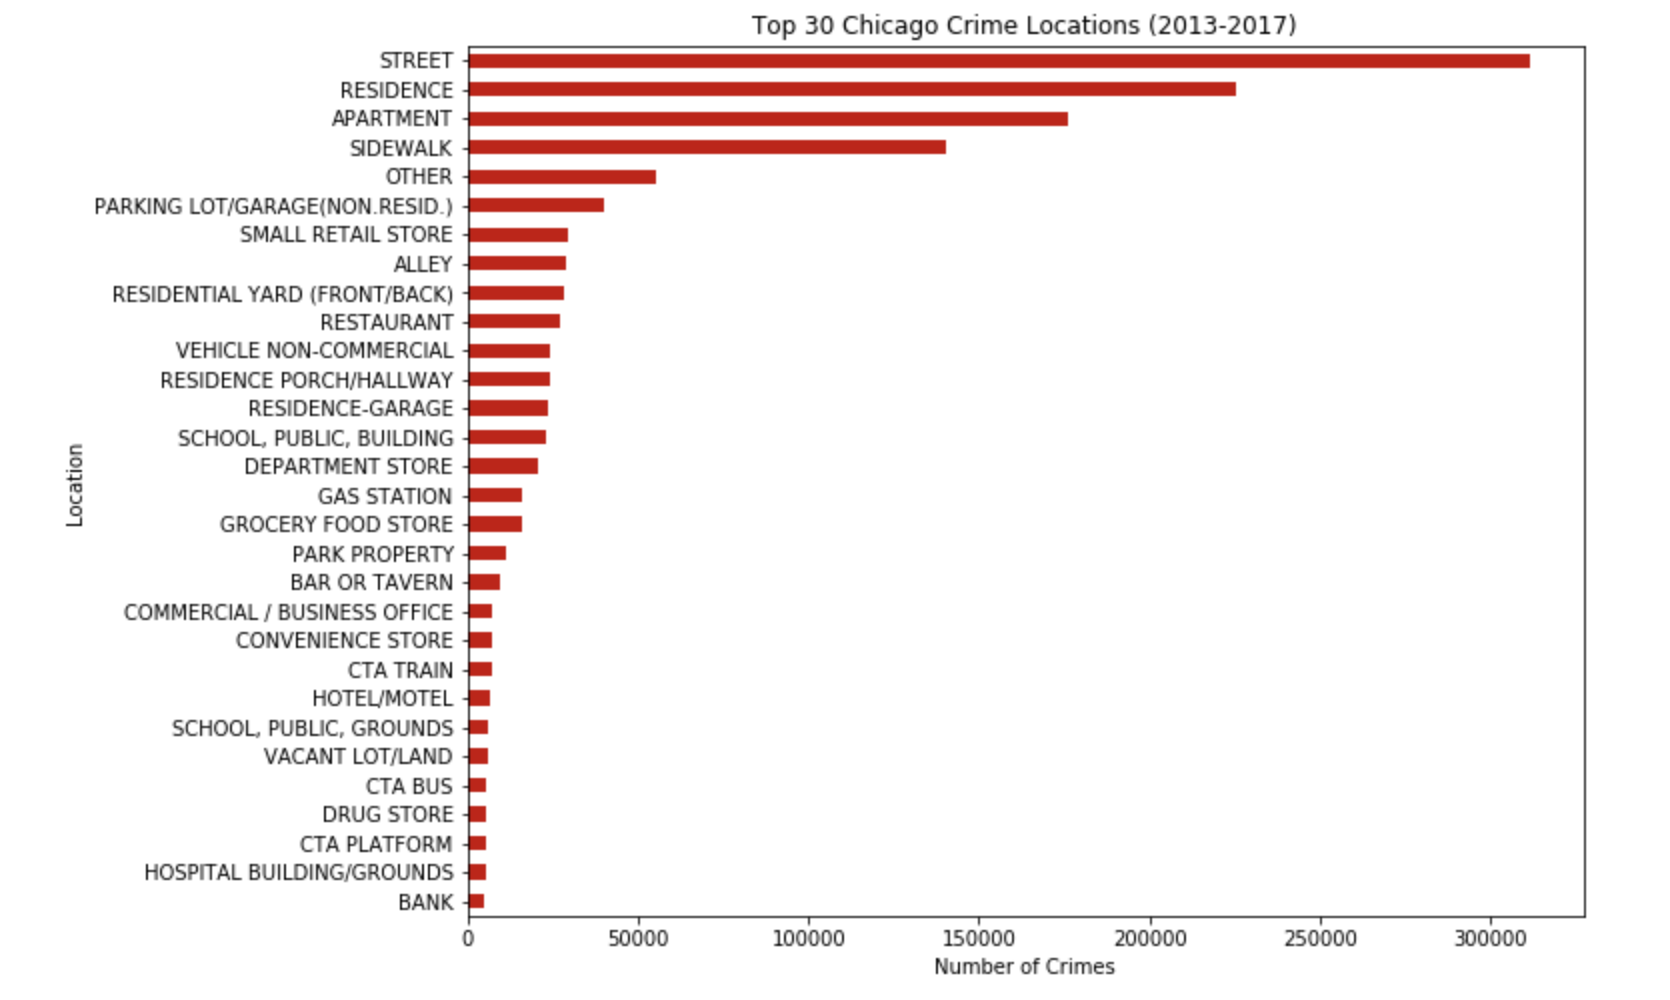 Top 30 Chicago Crime Locations (2013-2017)
STREET
RESIDENCE
APARTMENT
SIDEWALK
OTHER
PARKING LOT/GARAGE(NON.RESID.)
SMALL RETAIL STORE
ALLEY
RESIDENTIAL YARD (FRONT/BACK)
RESTAURANT
VEHICLE NON-COMMERCIAL
RESIDENCE PORCH/HALLWAY
RESIDENCE-GARAGE
SCHOOL, PUBLIC, BUILDING
DEPARTMENT STORE
GAS STATION
GROCERY FOOD STORE
PARK PROPERTY
BAR OR TAVERN
COMMERCIAL / BUSINESS OFFICE
CONVENIENCE STORE
CTA TRAIN
HOTEL/MOTEL
SCHOOL, PUBLIC, GROUNDS
VACANT LOT/LAND
CTA BUS
DRUG STORE
CTA PLATFORM
HOSPITAL BUILDING/GROUNDS
BANK
Location
0 50000 100000 150000 200000 250000 300000
Number of Crimes